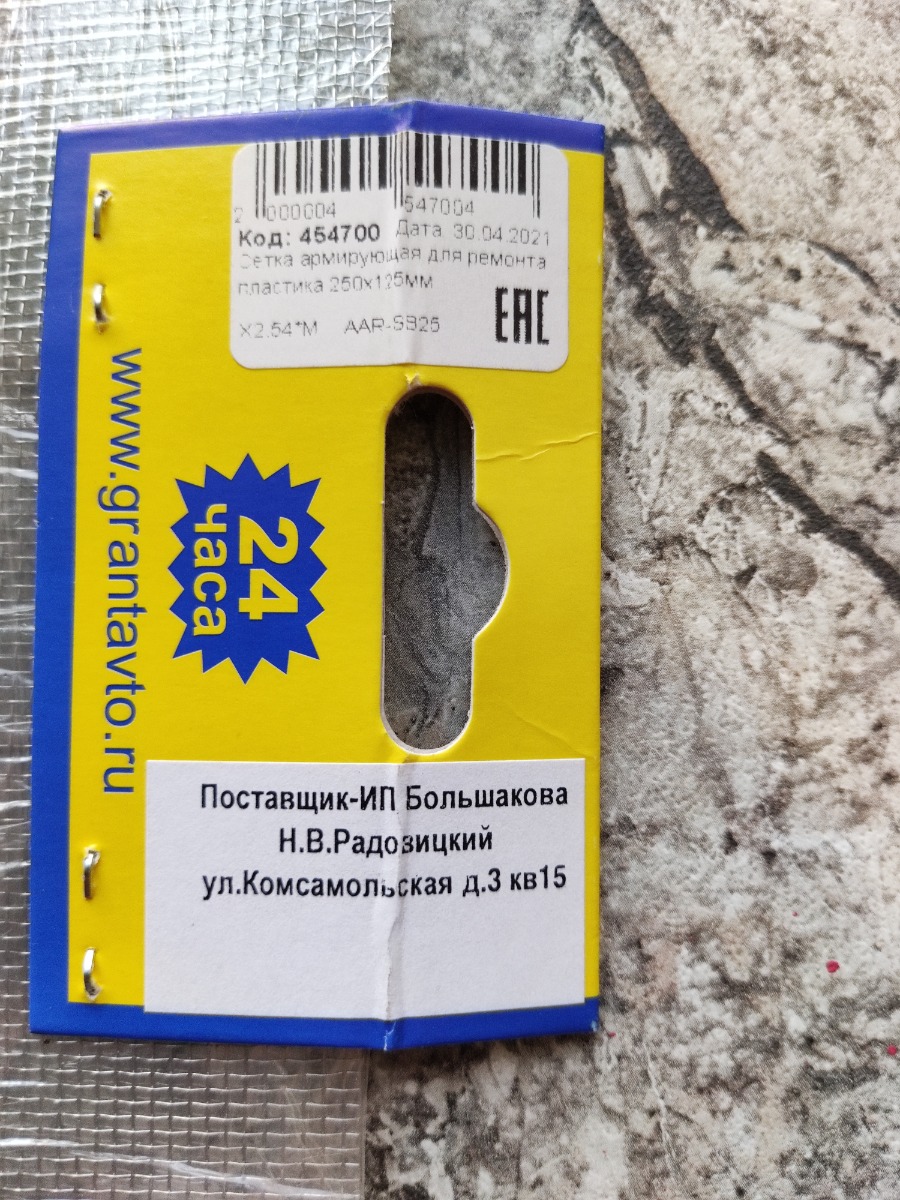 2 000004 547004
Код: 454700 Дата 30.04.2021
Сетка армирующая для ремонта
пластика 250х125мм
X2.54*M AAR-SB25
EAC
www.grantavto.ru
24
часа
Поставщик-ИП Большакова
Н.В.Радовицкий
ул.Комсамольская д.3 кв15